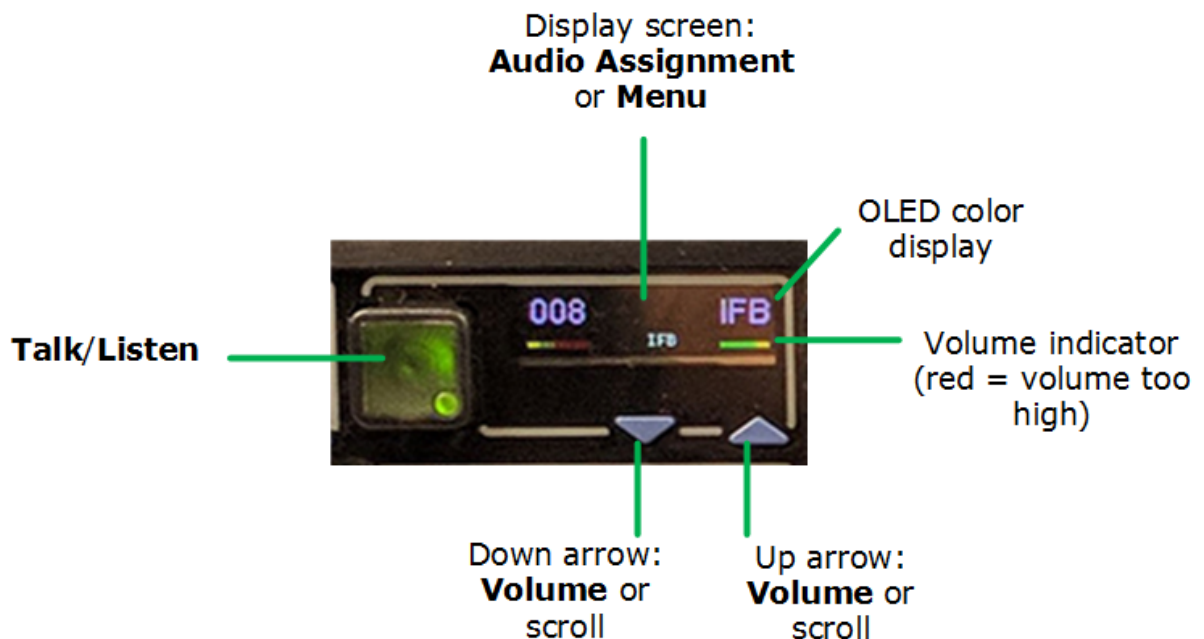 Display screen:
Audio Assignment
or Menu
OLED color
display
008
IFB
IFB
Talk/Listen
Volume indicator
(red = volume too
high)
Down arrow:
Volume or
scroll
Up arrow:
Volume or
scroll